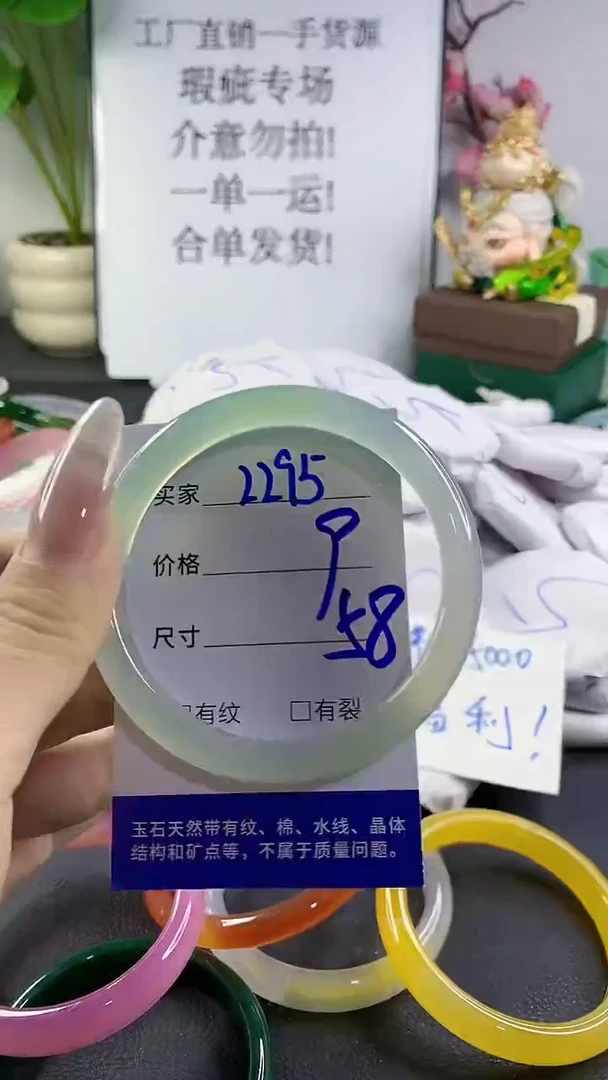 工厂直销一手货源
瑕疵专场
介意勿拍!
一单一运!
合单发货!
买家 2295
价格 9
尺寸 58
□有纹 □有裂
5000
福利!
玉石天然带有纹、棉、水线、晶体
结构和矿点等，不属于质量问题。